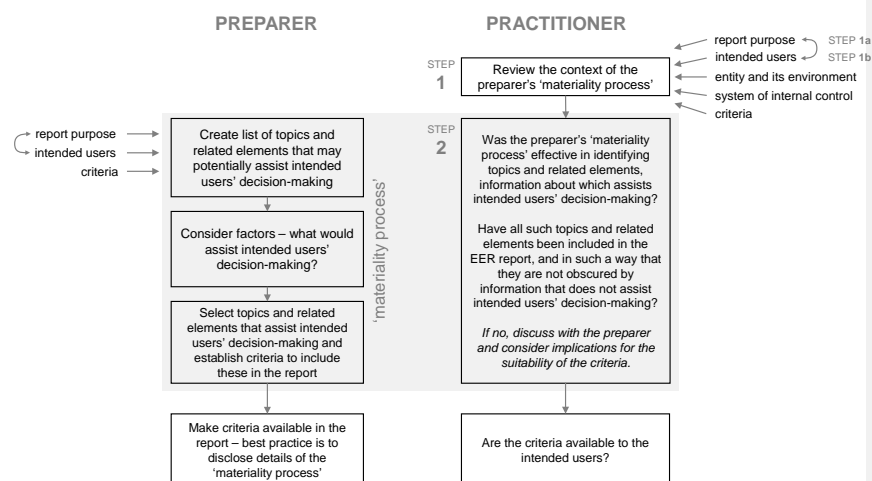 PREPARER
PRACTITIONER
report purpose
STEP 1a
intended users
STEP 1b
entity and its environment
system of internal control
criteria
STEP
1
Review the context of the
preparer's 'materiality process'
report purpose
intended users
criteria
Create list of topics and
related elements that may
potentially assist intended
users' decision-making
Consider factors – what would
assist intended users'
decision-making?
Select topics and related
elements that assist intended
users' decision-making and
establish criteria to include
these in the report
'materiality process'
Make criteria available in the
report – best practice is to
disclose details of the
'materiality process'
STEP
2
Was the preparer's 'materiality
process' effective in identifying
topics and related elements,
information about which assists
intended users' decision-making?
Have all such topics and related
elements been included in the
EER report, and in such a way that
they are not obscured by
information that does not assist
intended users' decision-making?
If no, discuss with the preparer
and consider implications for the
suitability of the criteria.
Are the criteria available to the
intended users?